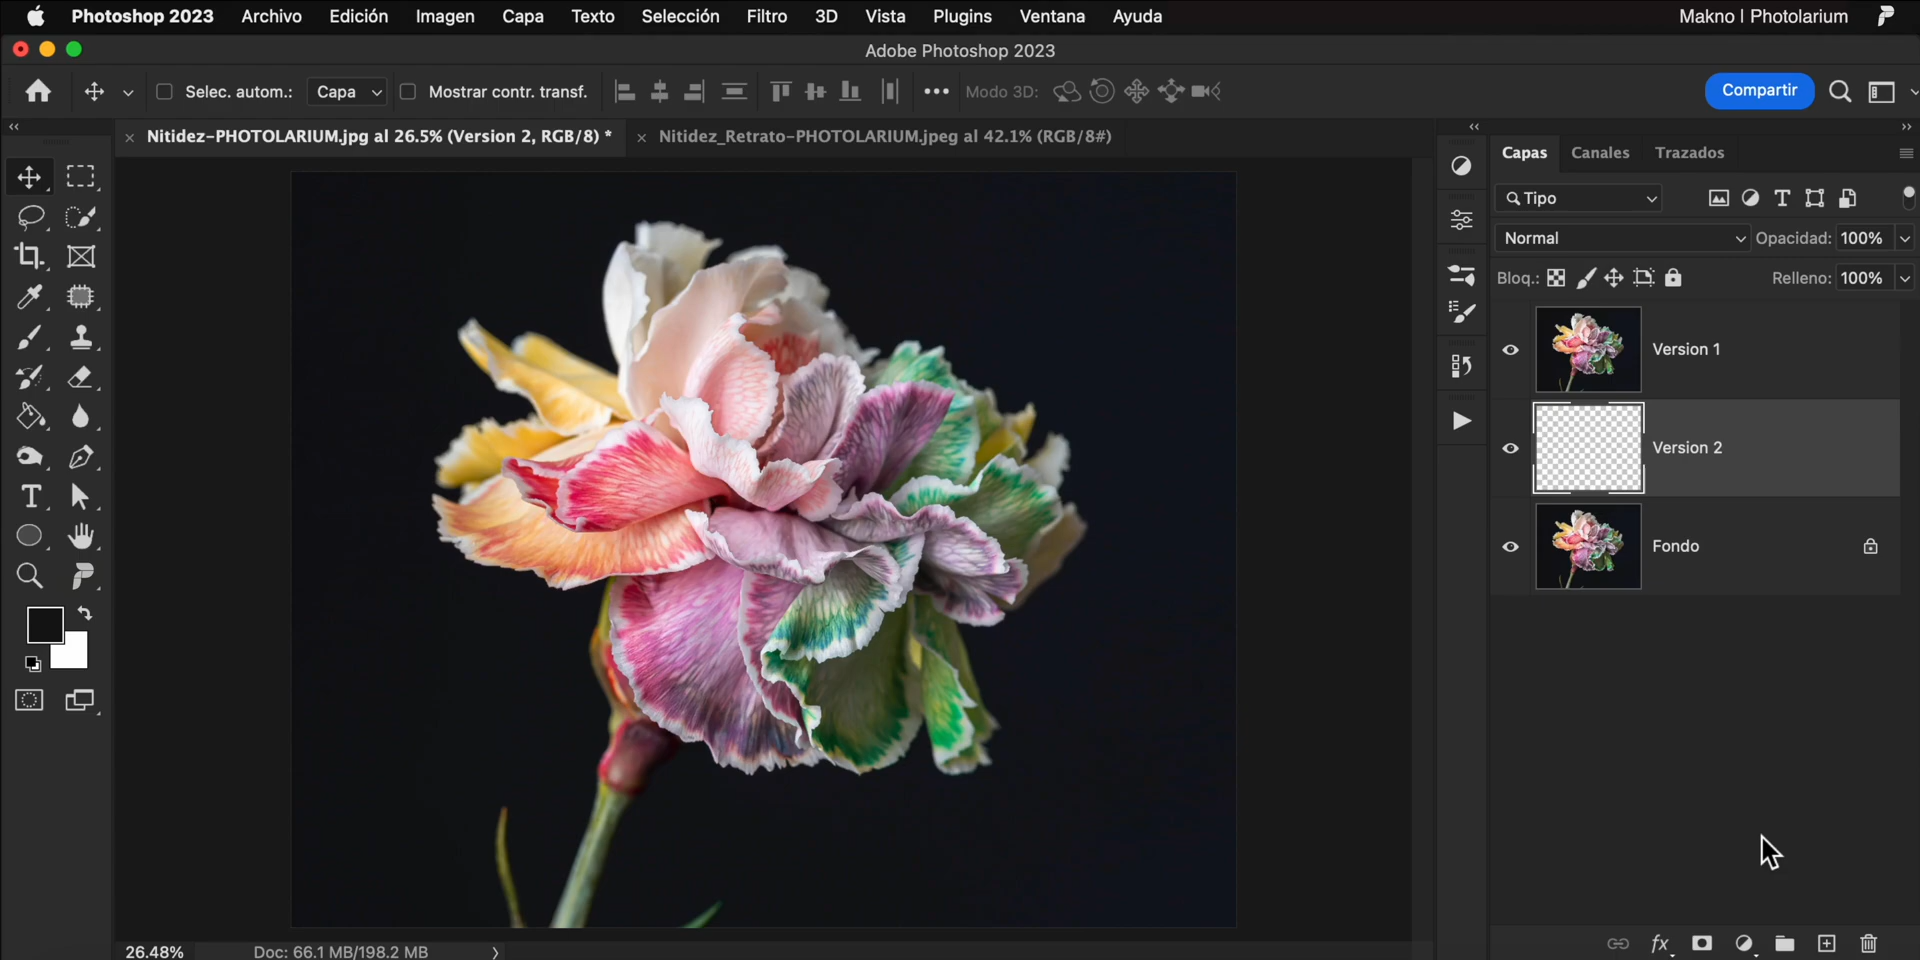 Photoshop 2023 Archivo Edición Imagen Capa Texto Selección Filtro 3D Vista Plugins Ventana Ayuda Makno | Photolarium
Adobe Photoshop 2023
Selec. autom.: Capa Mostrar contr. transf. Modo 3D: Compartir
Nitidez-PHOTOLARIUM.jpg al 26.5% (Version 2, RGB/8) * Nitidez_Retrato-PHOTOLARIUM.jpeg al 42.1% (RGB/8#)
Capas Canales Trazados
Tipo
Normal Opacidad: 100%
Bloq.: Relleno: 100%
Version 1
Version 2
Fondo
26.48% Doc: 66.1 MB/198.2 MB